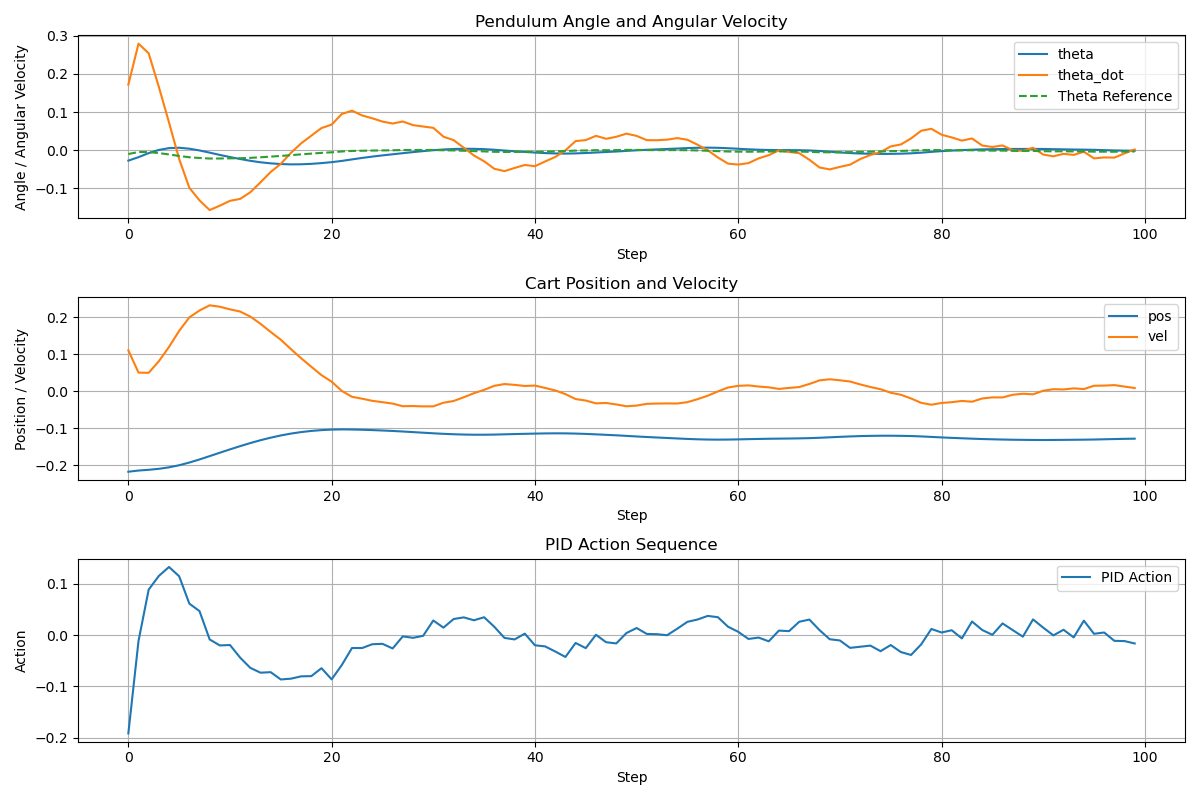 Pendulum Angle and Angular Velocity
Angle / Angular Velocity
0.3
0.2
0.1
0.0
−0.1
theta
theta_dot
Theta Reference
0 20 40 60 80 100
Step
Cart Position and Velocity
Position / Velocity
0.2
0.1
0.0
−0.1
−0.2
pos
vel
0 20 40 60 80 100
Step
PID Action Sequence
Action
0.1
0.0
−0.1
−0.2
PID Action
0 20 40 60 80 100
Step